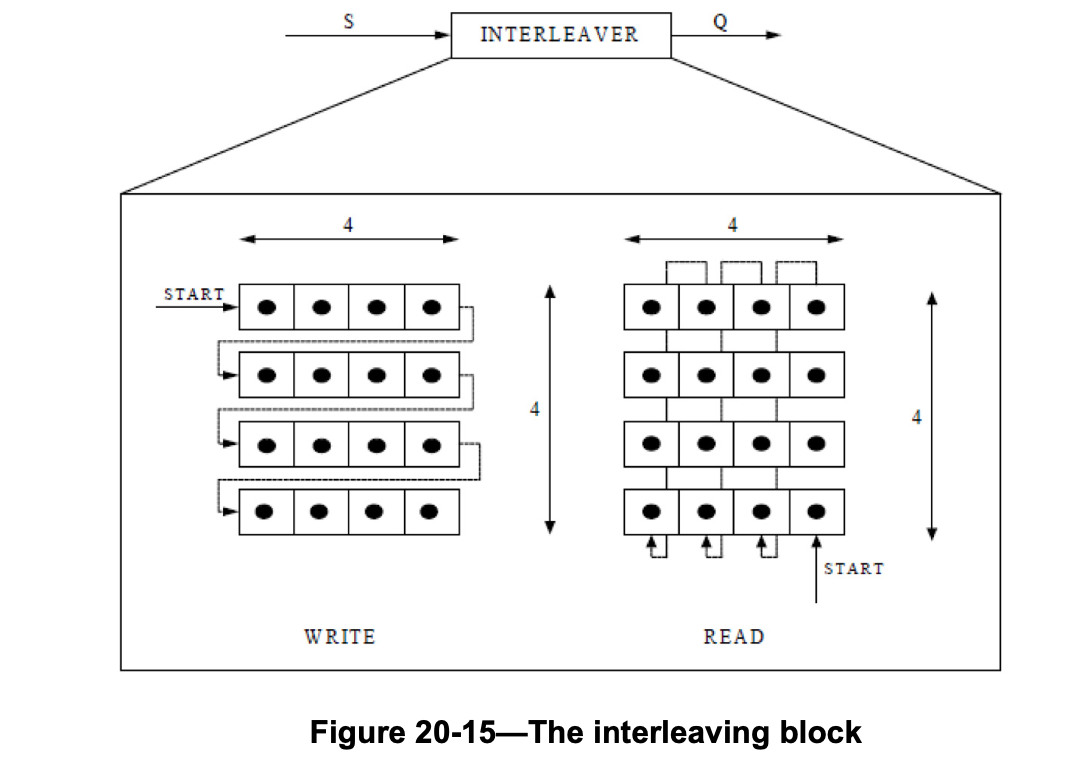 S
INTERLEAVER
Q
4
4
START
4
4
START
WRITE
READ
Figure 20-15—The interleaving block